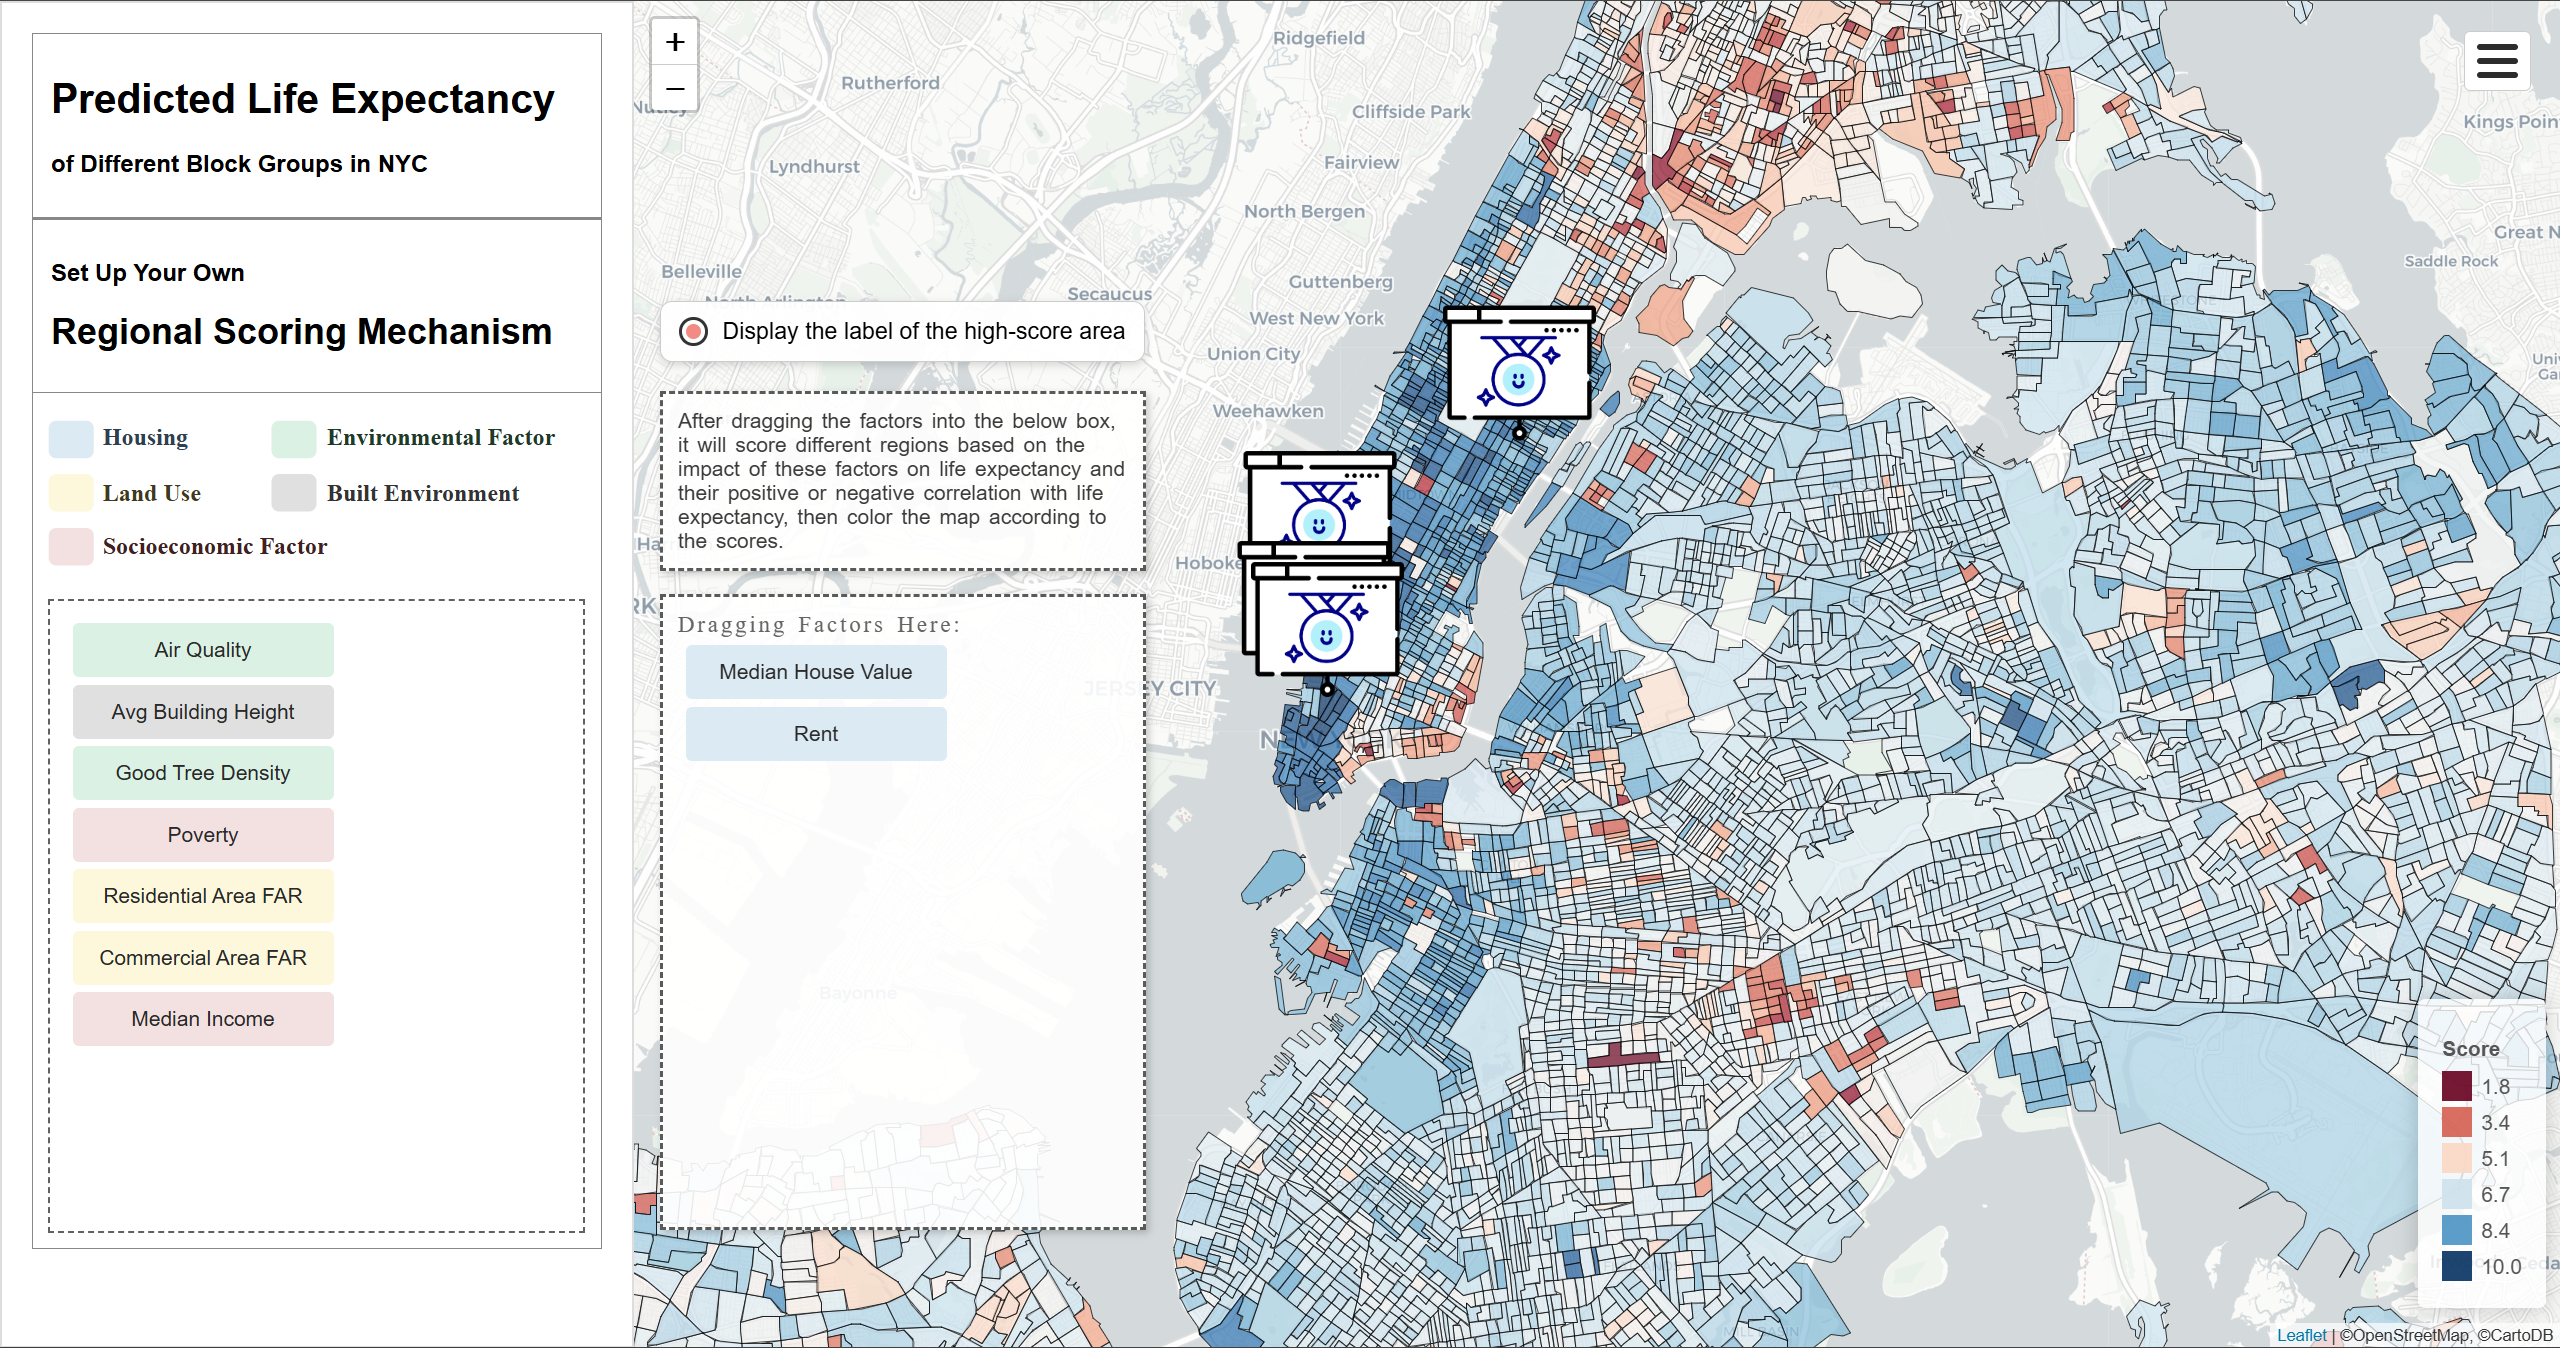 Predicted Life Expectancy
of Different Block Groups in NYC
Set Up Your Own
Regional Scoring Mechanism
Housing
Environmental Factor
Land Use
Built Environment
Socioeconomic Factor
Air Quality
Avg Building Height
Good Tree Density
Poverty
Residential Area FAR
Commercial Area FAR
Median Income
+
−
Display the label of the high-score area
After dragging the factors into the below box,
it will score different regions based on the
impact of these factors on life expectancy and
their positive or negative correlation with life
expectancy, then color the map according to
the scores.
Dragging Factors Here:
Median House Value
Rent
Ridgefield
Rutherford
Cliffside Park
Lyndhurst
Fairview
North Bergen
Belleville
Guttenberg
Secaucus
North Arlington
West New York
Union City
Weehawken
JERSEY CITY
Bayonne
Saddle Rock
Score
1.8
3.4
5.1
6.7
8.4
10.0
Leaflet | ©OpenStreetMap, ©CartoDB